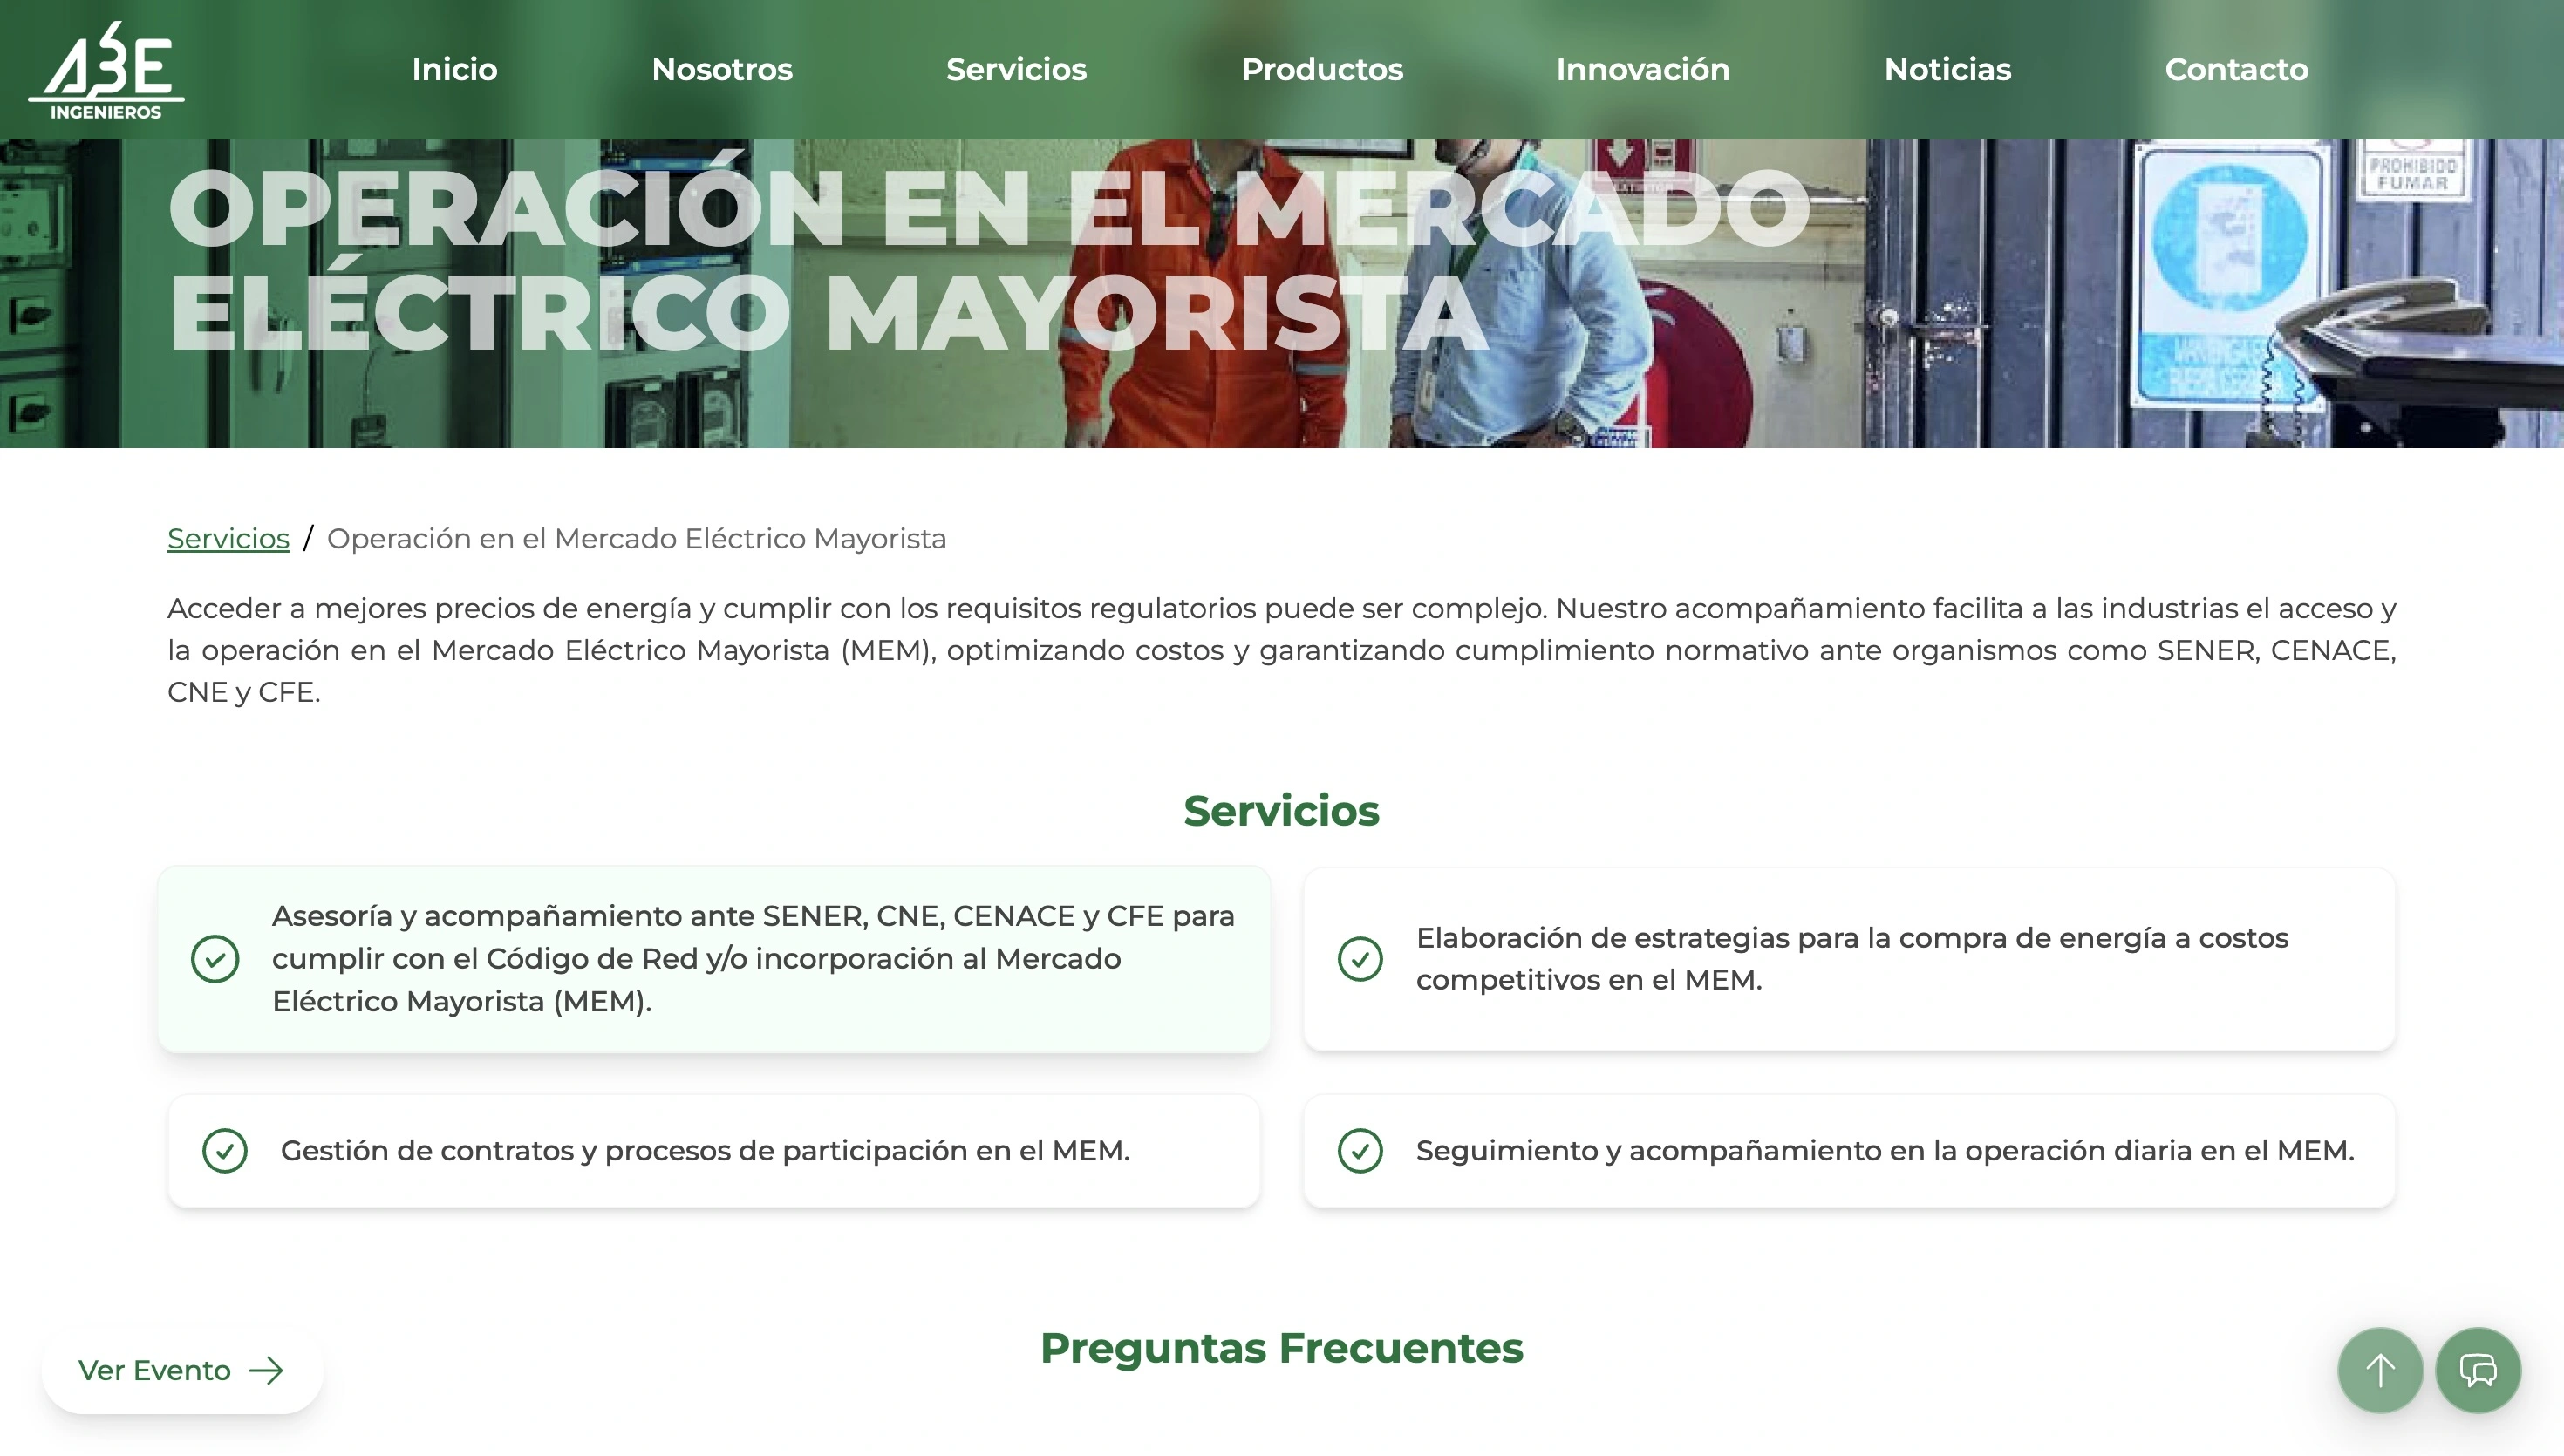 ABE
INGENIEROS
Inicio
Nosotros
Servicios
Productos
Innovación
Noticias
Contacto
PROHIBIDO
FUMAR
OPERACIÓN EN EL MERCADO
ELÉCTRICO MAYORISTA
Servicios / Operación en el Mercado Eléctrico Mayorista
Acceder a mejores precios de energía y cumplir con los requisitos regulatorios puede ser complejo. Nuestro acompañamiento facilita a las industrias el acceso y
la operación en el Mercado Eléctrico Mayorista (MEM), optimizando costos y garantizando cumplimiento normativo ante organismos como SENER, CENACE,
CNE y CFE.
Servicios
Asesoría y acompañamiento ante SENER, CNE, CENACE y CFE para
cumplir con el Código de Red y/o incorporación al Mercado
Eléctrico Mayorista (MEM).
Elaboración de estrategias para la compra de energía a costos
competitivos en el MEM.
Gestión de contratos y procesos de participación en el MEM.
Seguimiento y acompañamiento en la operación diaria en el MEM.
Preguntas Frecuentes
Ver Evento